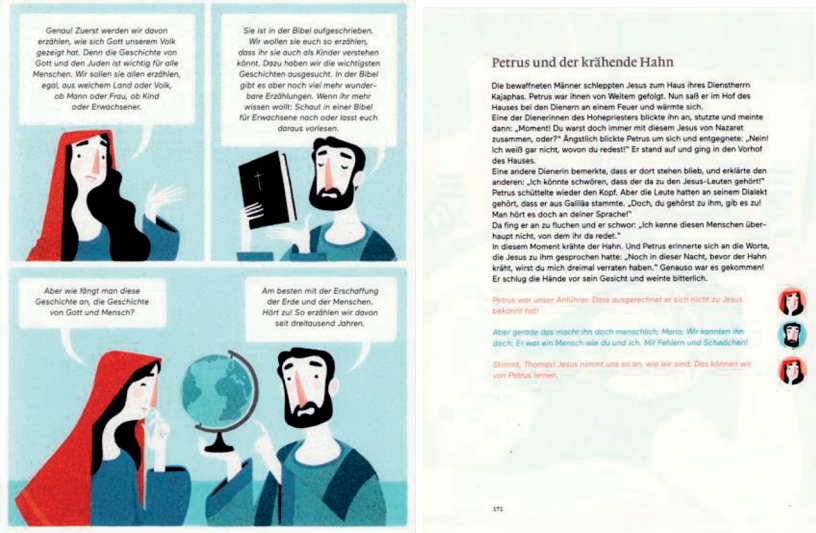 Genau! Zuerst werden wir davon
erzählen, wie sich Gott unserem Volk
gezeigt hat. Denn die Geschichte von
Gott und den Juden ist wichtig für alle
Menschen. Wir sollen sie allen erzählen,
egal, aus welchem Land oder Volk,
ob Mann oder Frau, ob Kind
oder Erwachsener.
Sie ist in der Bibel aufgeschrieben.
Wir wollen sie euch so erzählen,
dass ihr sie auch als Kinder verstehen
könnt. Dazu haben wir die wichtigsten
Geschichten ausgesucht. In der Bibel
gibt es aber noch viel mehr wunder-
bare Erzählungen. Wenn ihr mehr
wissen wollt: Schaut in einer Bibel
für Erwachsene nach oder lasst euch
daraus vorlesen.
Aber wie fängt man diese
Geschichte an, die Geschichte
von Gott und Mensch?
Am besten mit der Erschaffung
der Erde und der Menschen.
Hört zu! So erzählen wir davon
seit dreitausend Jahren.
Petrus und der krähende Hahn
Die bewaffneten Männer schleppten Jesus zum Haus ihres Dienstherrn
Kajaphas. Petrus war ihnen von Weitem gefolgt. Nun saß er im Hof des
Hauses bei den Dienern an einem Feuer und wärmte sich.
Eine der Dienerinnen des Hohepriesters blickte ihn an, stutzte und meinte
dann: „Moment! Du warst doch immer mit diesem Jesus von Nazaret
zusammen, oder?" Ängstlich blickte Petrus um sich und entgegnete: „Nein!
Ich weiß gar nicht, wovon du redest!" Er stand auf und ging in den Vorhof
des Hauses.
Eine andere Dienerin bemerkte, dass er dort stehen blieb, und erklärte den
anderen: „Ich könnte schwören, dass der da zu den Jesus-Leuten gehört!"
Petrus schüttelte wieder den Kopf. Aber die Leute hatten an seinem Dialekt
gehört, dass er aus Galiläa stammte. „Doch, du gehörst zu ihm, gib es zu!
Man hört es doch an deiner Sprache!"
Da fing er an zu fluchen und er schwor: „Ich kenne diesen Menschen über-
haupt nicht, von dem ihr da redet."
In diesem Moment krähte der Hahn. Und Petrus erinnerte sich an die Worte,
die Jesus zu ihm gesprochen hatte: „Noch in dieser Nacht, bevor der Hahn
kräht, wirst du mich dreimal verraten haben." Genauso war es gekommen!
Er schlug die Hände vor sein Gesicht und weinte bitterlich.
Petrus war unser Anführer. Dass ausgerechnet er sich nicht zu Jesus
bekannt hat!
Aber gerade das macht ihn doch menschlich, Maria. Wir kannten ihn
doch: Er war ein Mensch wie du und ich. Mit Fehlern und Schwächen!
Stimmt, Thomas! Jesus nimmt uns so an, wie wir sind. Das können wir
von Petrus lernen.
171